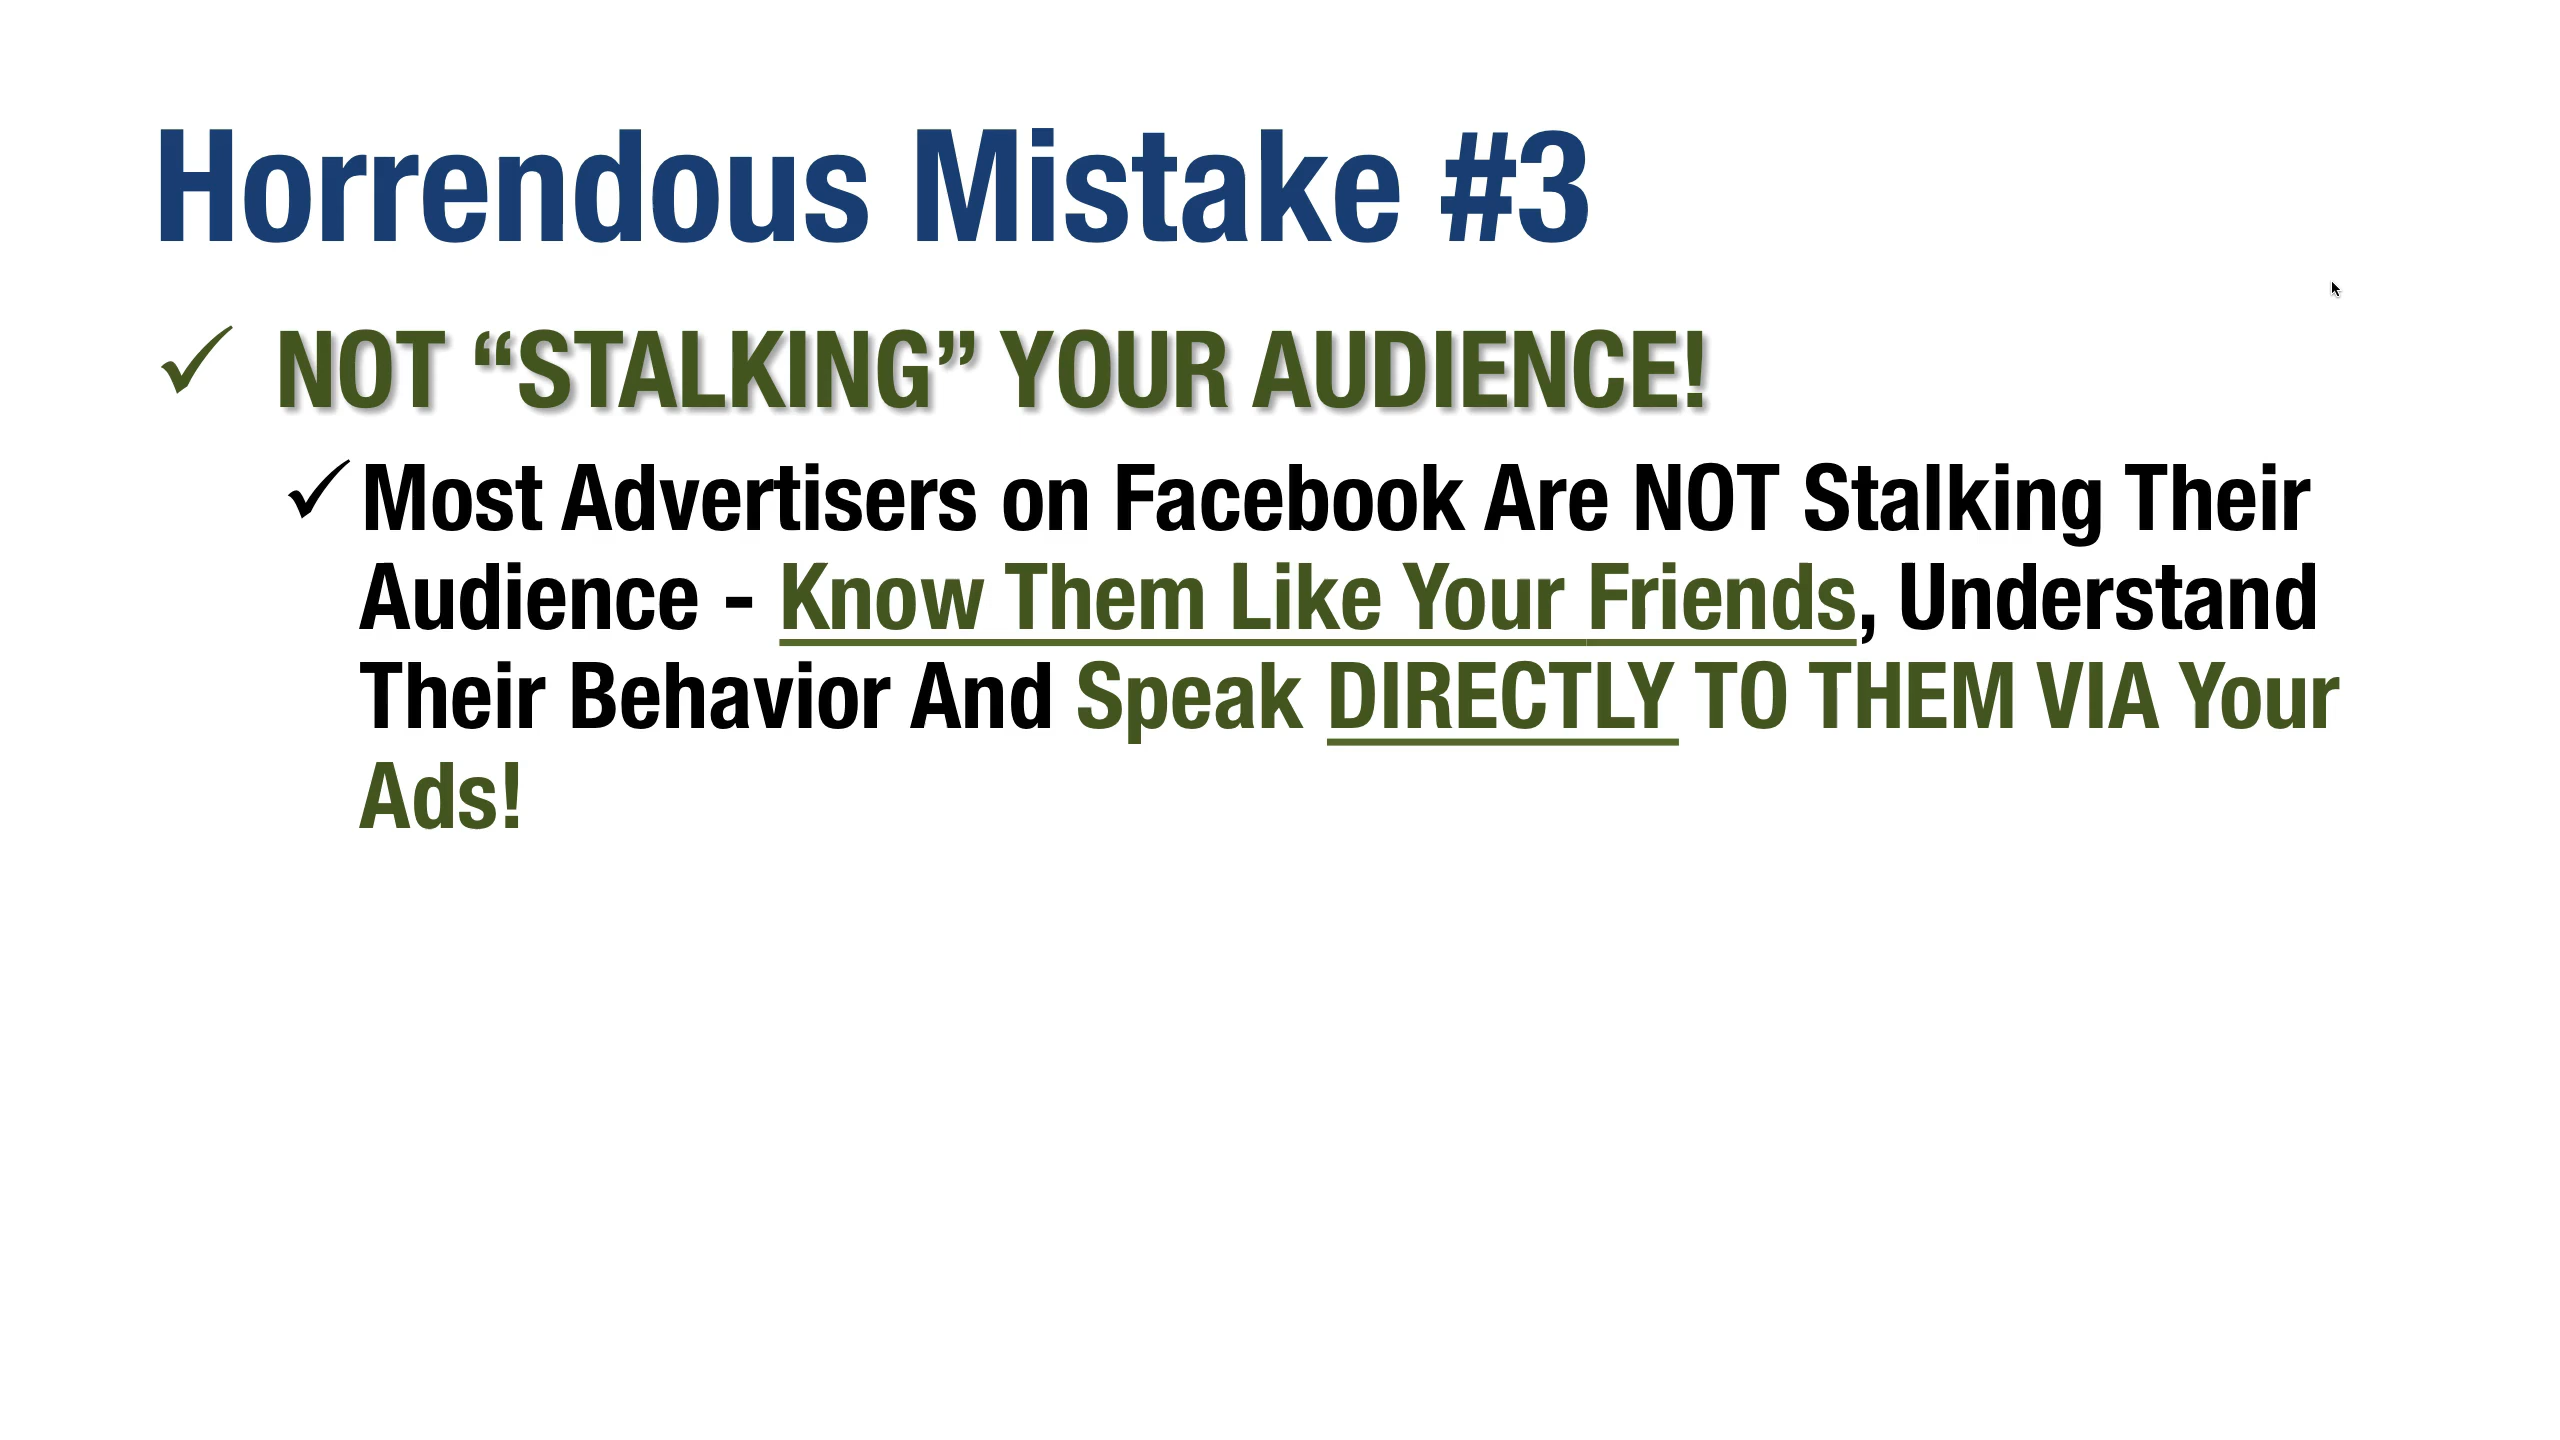 Horrendous Mistake #3
✓ NOT “STALKING” YOUR AUDIENCE!
✓ Most Advertisers on Facebook Are NOT Stalking Their
Audience - Know Them Like Your Friends, Understand
Their Behavior And Speak DIRECTLY TO THEM VIA Your
Ads!